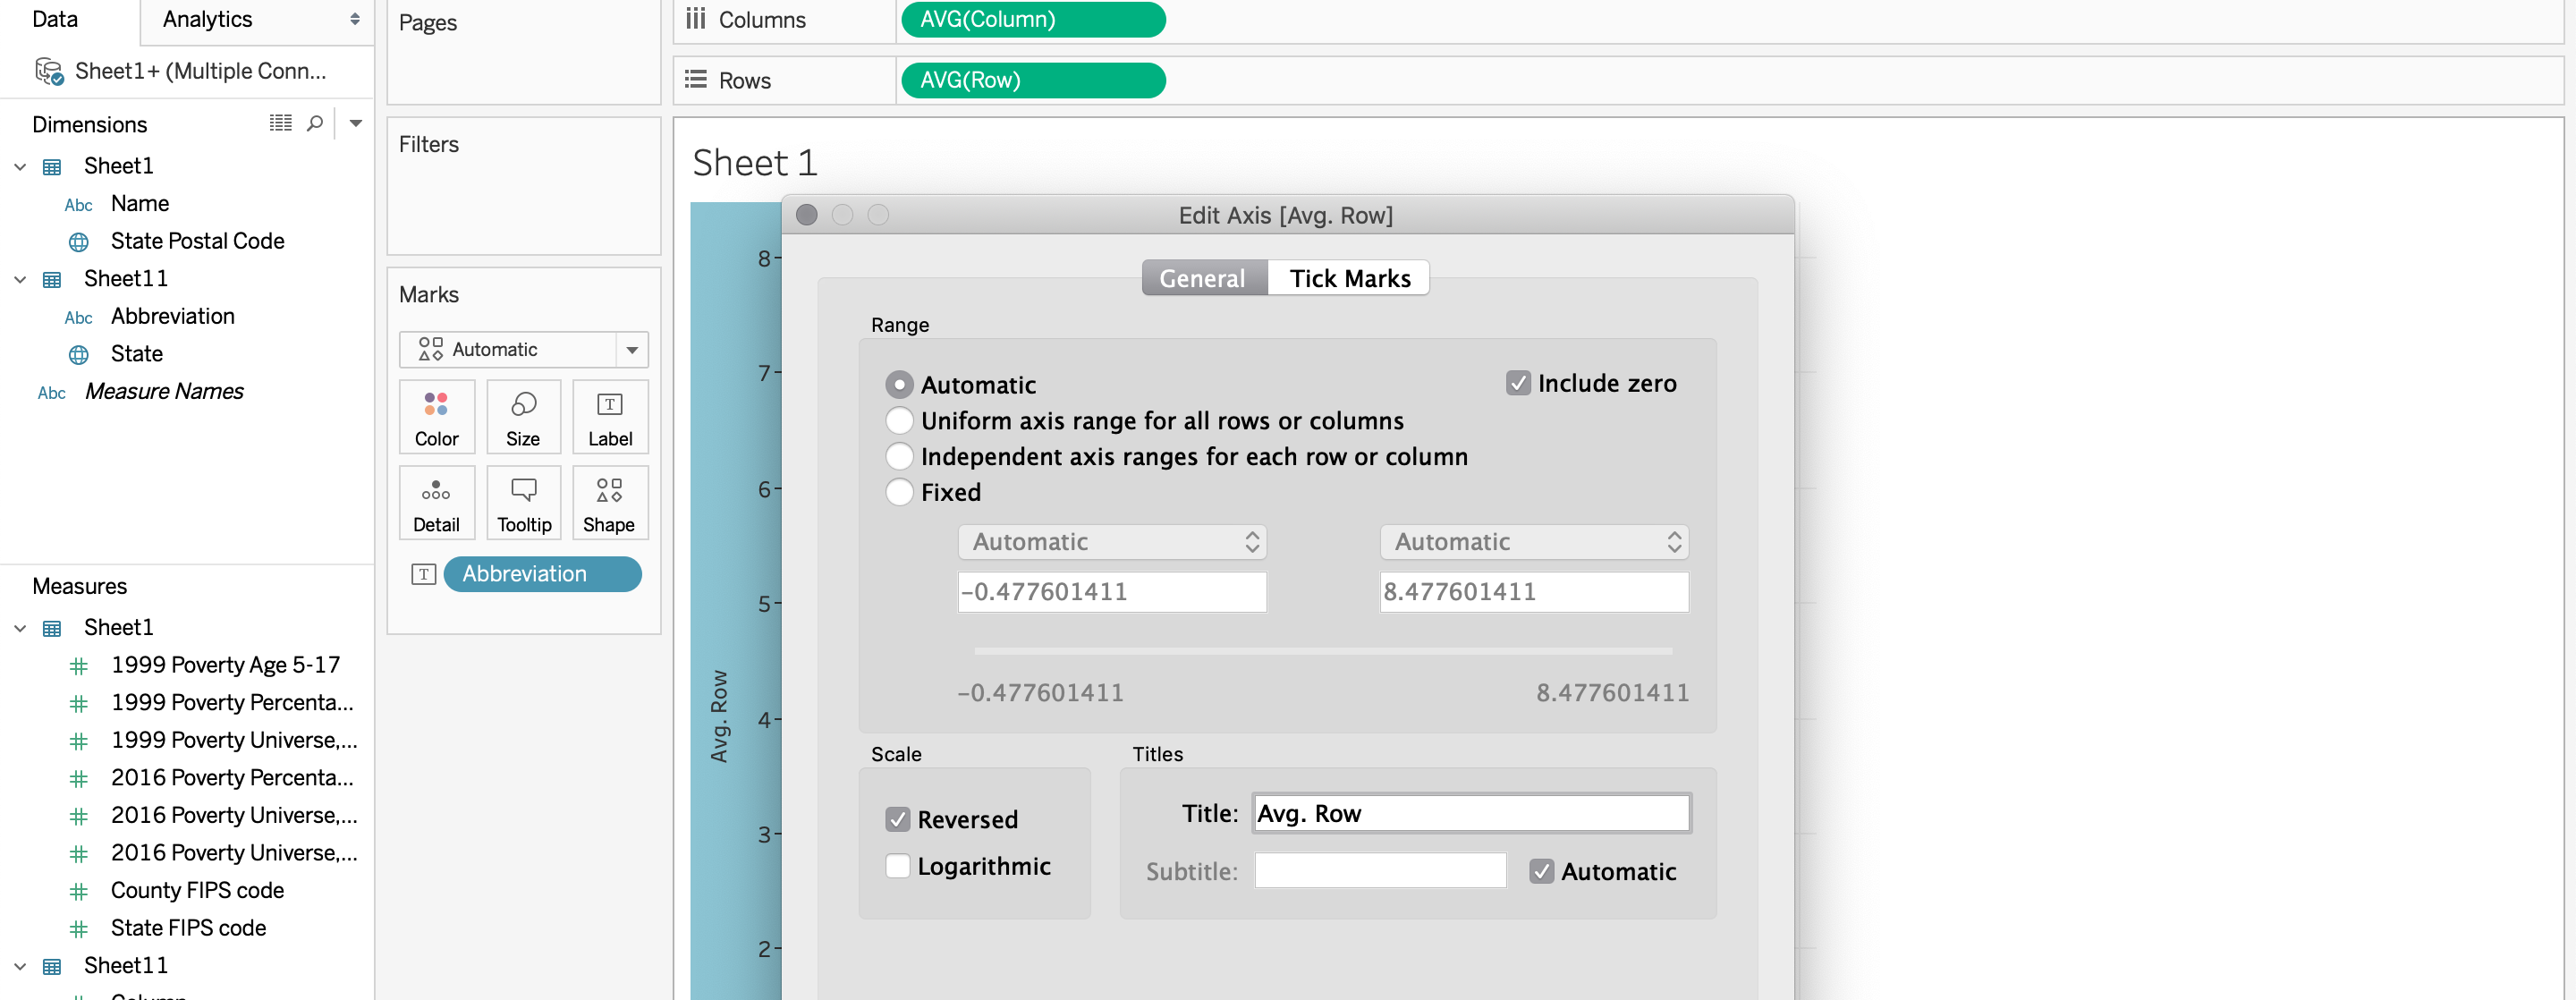 Data
Analytics
Sheet1+ (Multiple Conn...
Dimensions
Sheet1
Abc Name
State Postal Code
Sheet11
Abc Abbreviation
State
Abc Measure Names
Measures
Sheet1
1999 Poverty Age 5-17
1999 Poverty Percenta...
1999 Poverty Universe,...
2016 Poverty Percenta...
2016 Poverty Universe,...
2016 Poverty Universe,...
County FIPS code
State FIPS code
Sheet11
Column
Pages
Filters
Marks
Automatic
Color
Size
T
Label
Detail
Tooltip
Shape
T Abbreviation
Columns AVG(Column)
Rows AVG(Row)
Sheet 1
Avg. Row
8
7
6
5
4
3
2
Edit Axis [Avg. Row]
General
Tick Marks
Range
Automatic
Include zero
Uniform axis range for all rows or columns
Independent axis ranges for each row or column
Fixed
Automatic Automatic
-0.477601411 8.477601411
-0.477601411 8.477601411
Scale
Reversed
Logarithmic
Titles
Title: Avg. Row
Subtitle: Automatic